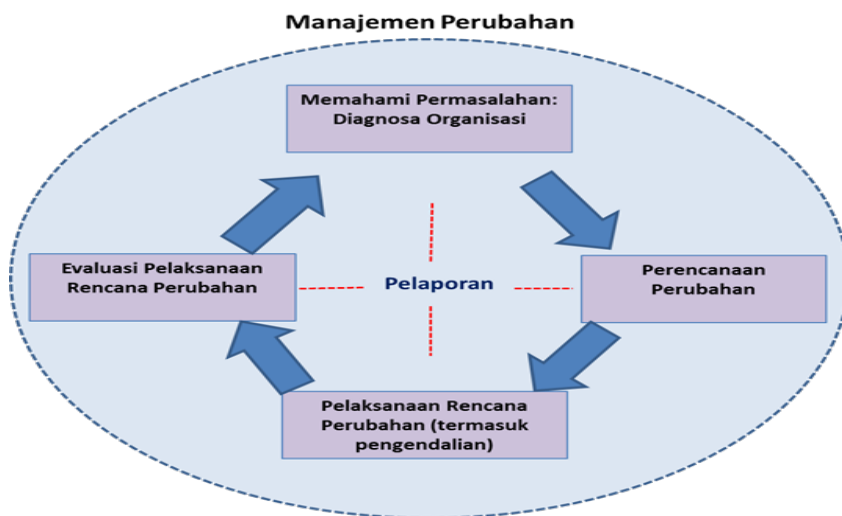 Manajemen Perubahan
Memahami Permasalahan:
Diagnosa Organisasi
Evaluasi Pelaksanaan
Rencana Perubahan
Pelaporan
Perencanaan
Perubahan
Pelaksanaan Rencana
Perubahan (termasuk
pengendalian)